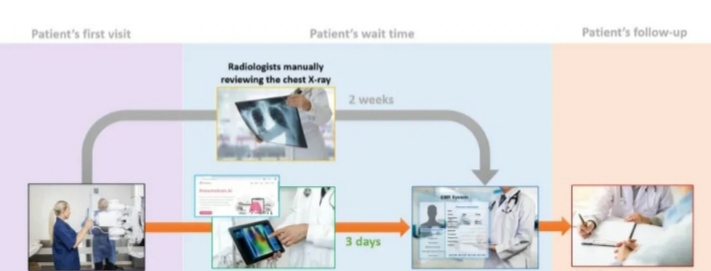 Patient's first visit
Patient's wait time
Patient's follow-up
Radiologists manually
reviewing the chest X-ray
2 weeks
EMR System
3 days